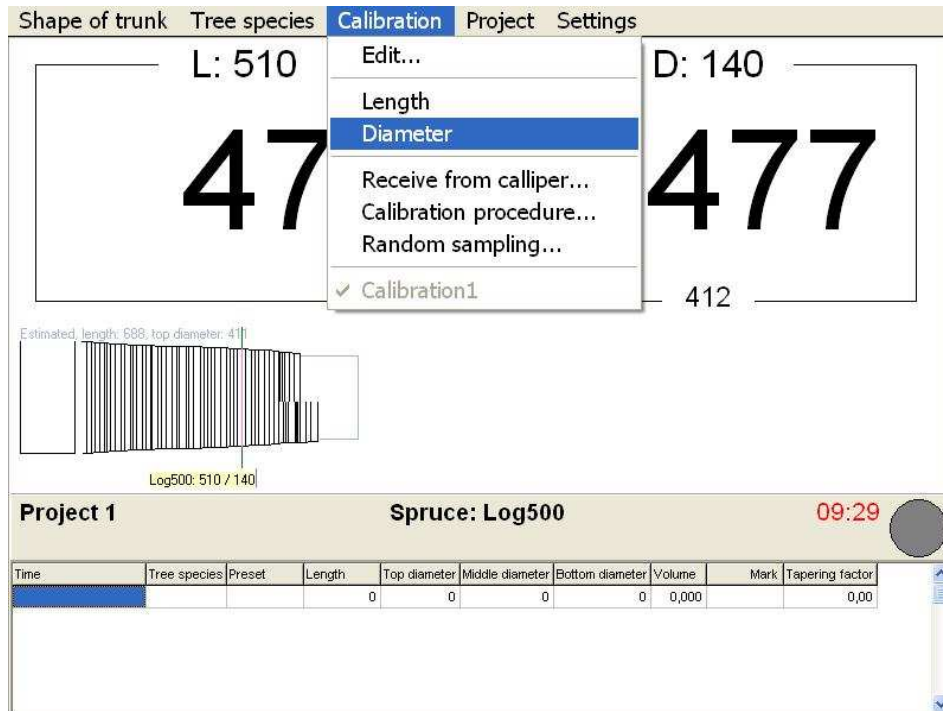 Shape of trunk Tree species Calibration Project Settings
L: 510 D: 140
Edit...
Length
Diameter
Receive from calliper...
Calibration procedure...
Random sampling...
Calibration1
47 477
412
Estimated, length: 688, top diameter: 411
Log500: 510 / 140
Project 1 Spruce: Log500 09:29
Time Tree species Preset Length Top diameter Middle diameter Bottom diameter Volume Mark Tapering factor
0 0 0 0 0,000 0,00